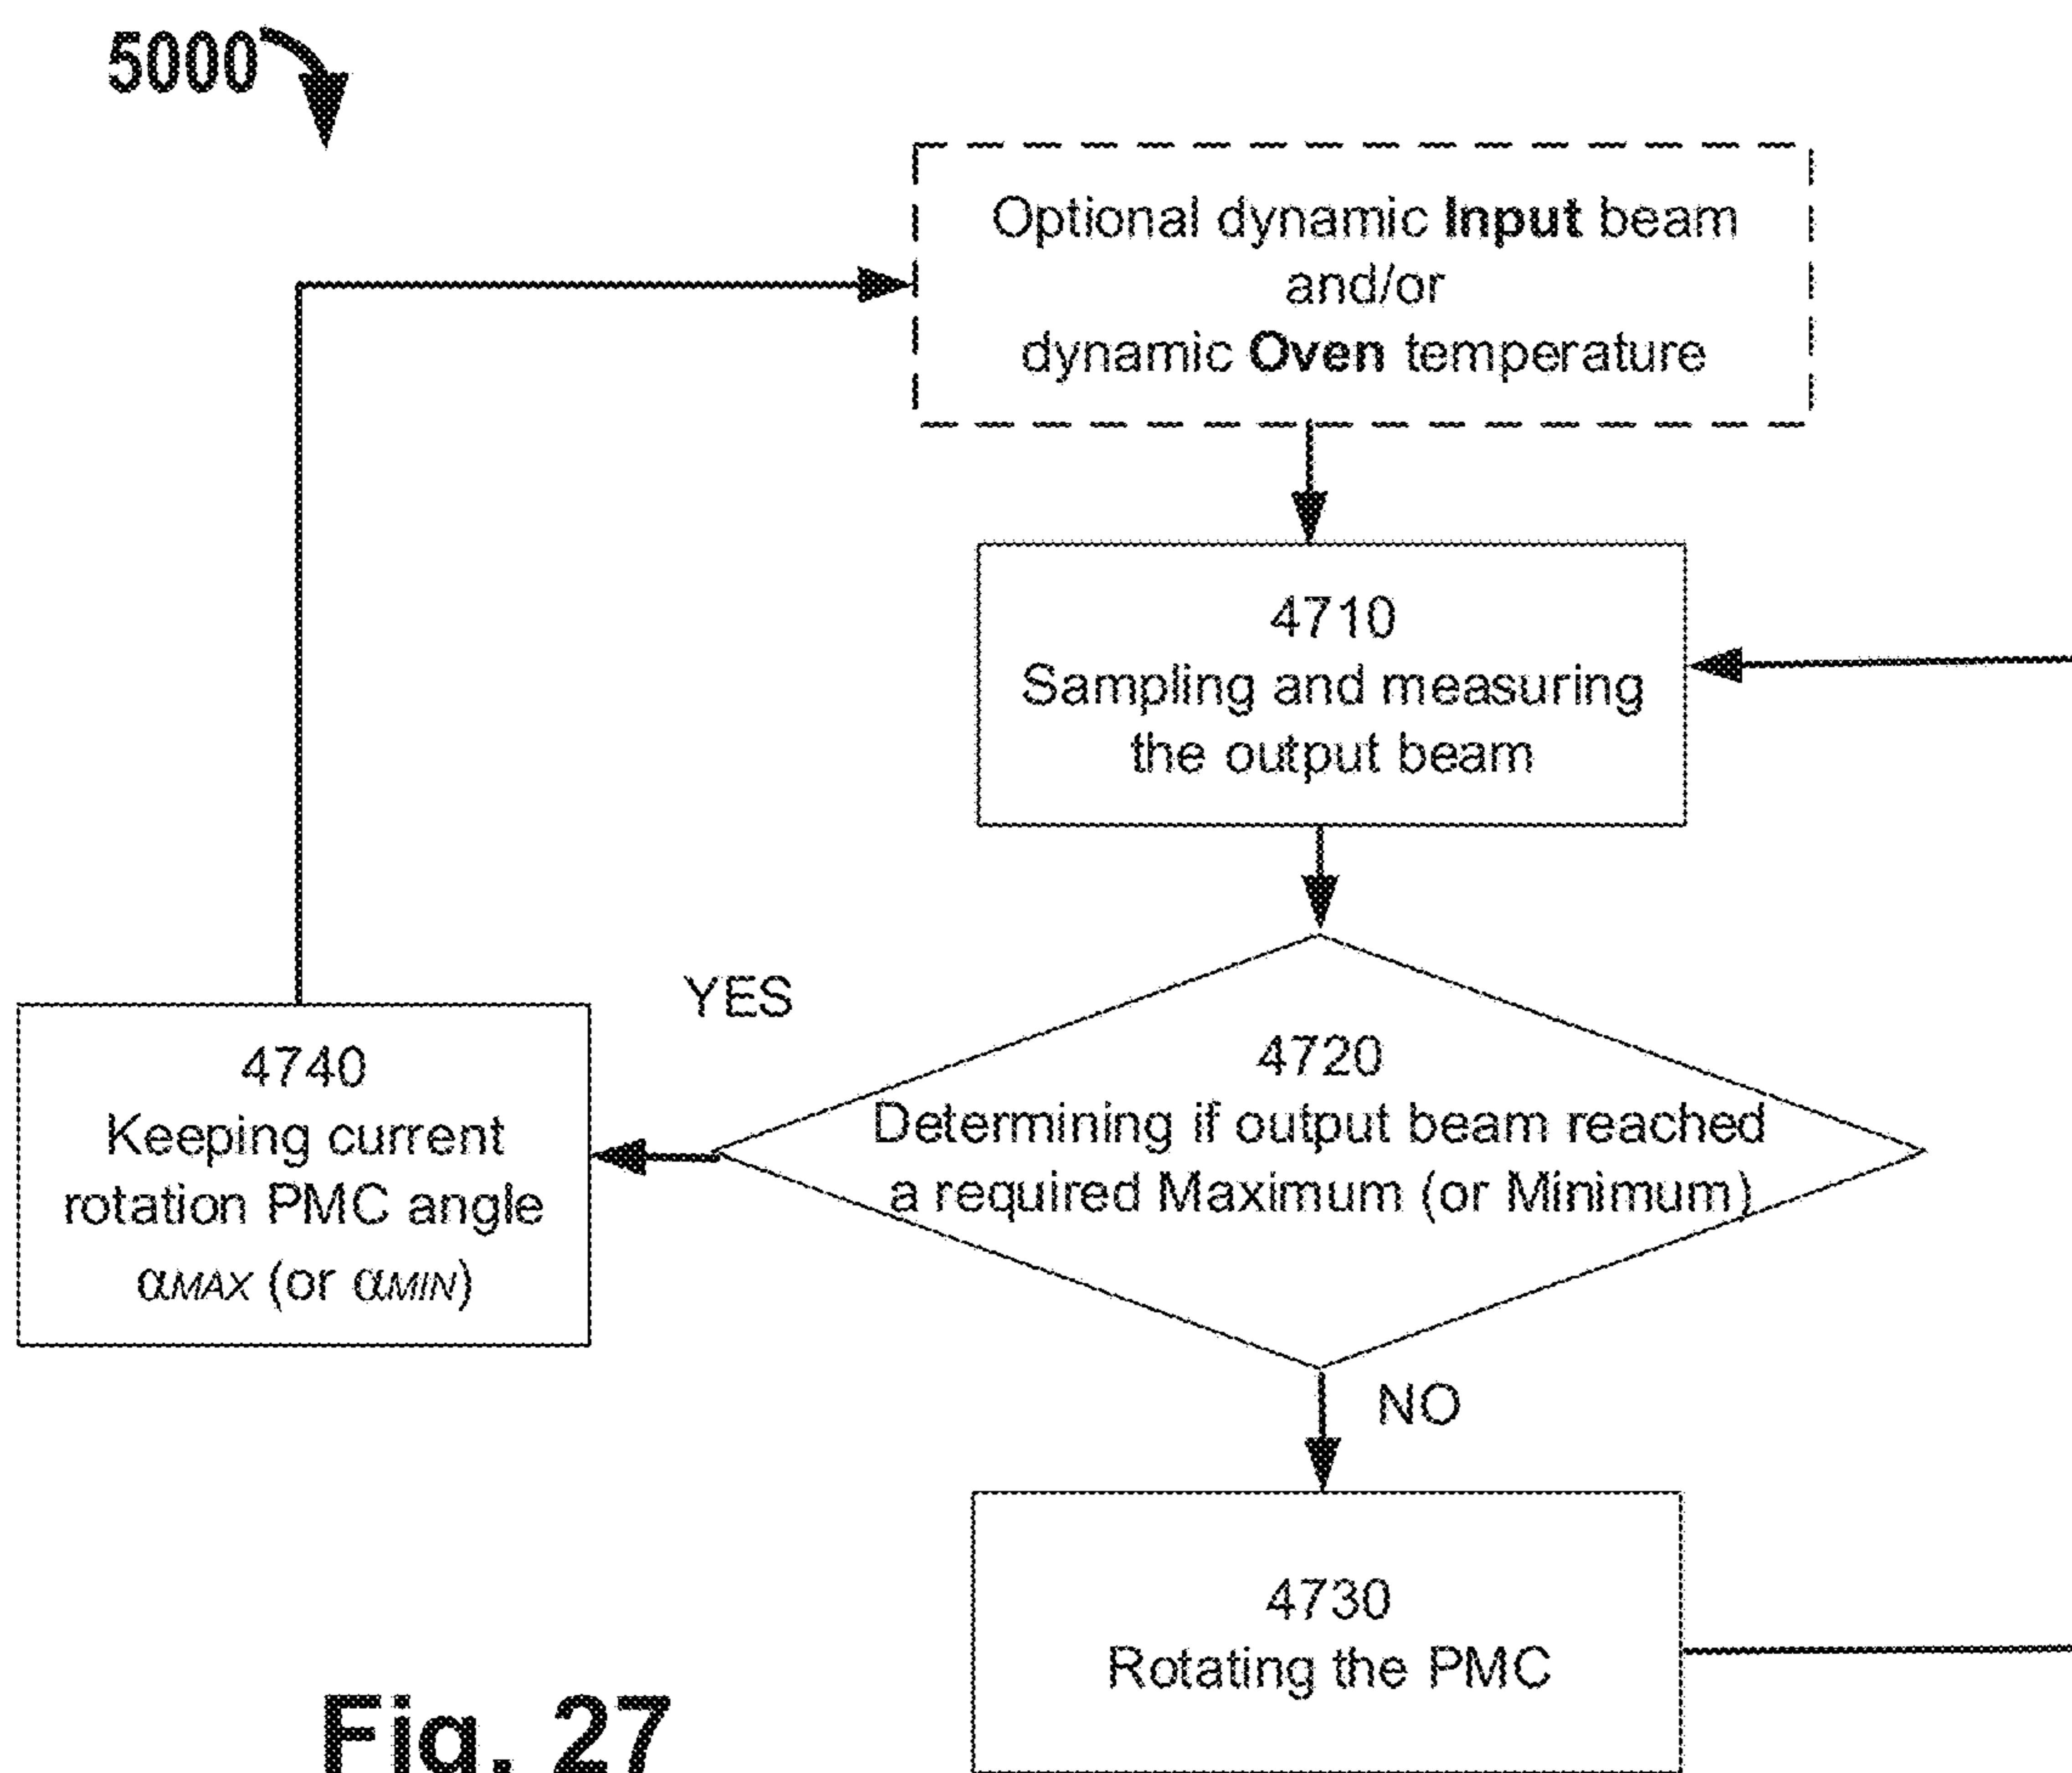 5000
Optional dynamic Input beam
and/or
dynamic Oven temperature
4710
Sampling and measuring
the output beam
YES
4720
Determining if output beam reached
a required Maximum (or Minimum)
4740
Keeping current
rotation PMC angle
αMAX (or αMIN)
NO
4730
Rotating the PMC
Fig. 27